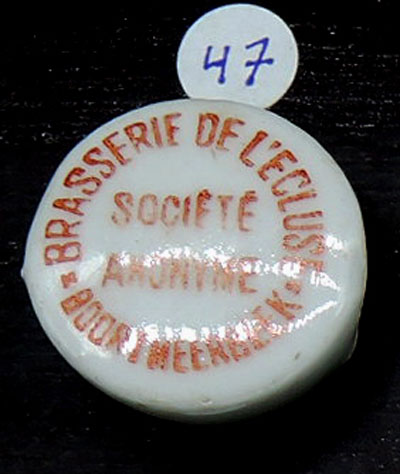 47
BRASSERIE DE L'ECLUSE
SOCIÉTÉ
ANONYME
BOORTMEERBEEK